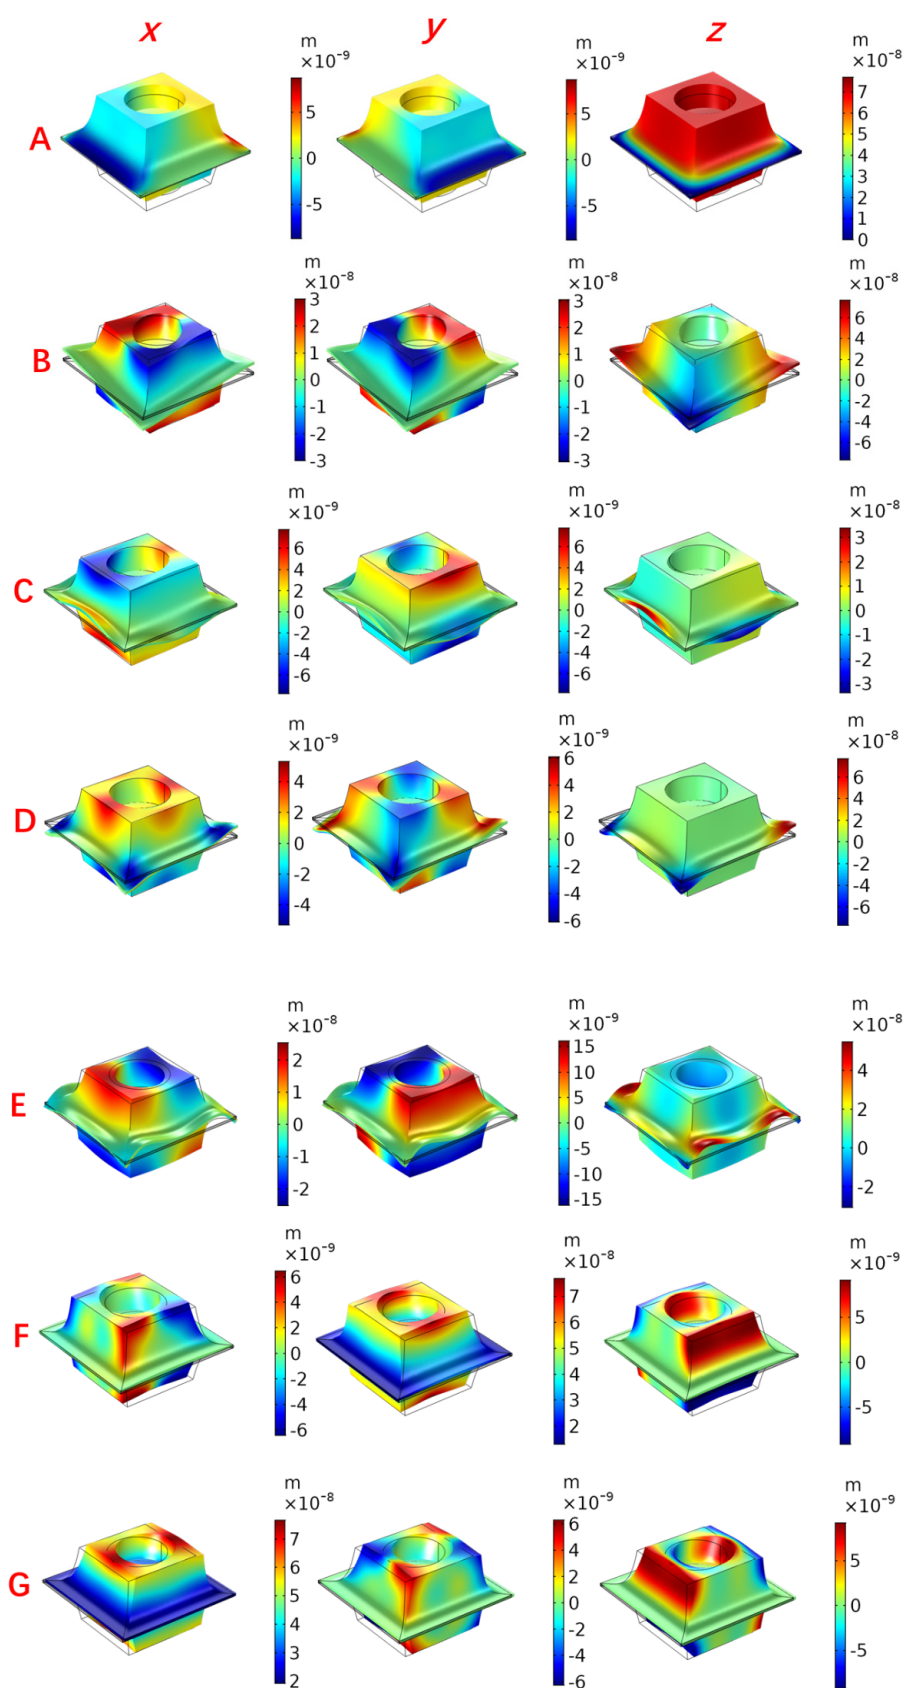 x y z
m m m
×10⁻⁹ ×10⁻⁹ ×10⁻⁸
A
5 0 -5
5 0 -5
7 6 5 4 3 2 1 0
m m m
×10⁻⁸ ×10⁻⁸ ×10⁻⁸
B
3 2 1 0 -1 -2 -3
3 2 1 0 -1 -2 -3
6 4 2 0 -2 -4 -6
m m m
×10⁻⁹ ×10⁻⁹ ×10⁻⁸
C
6 4 2 0 -2 -4 -6
6 4 2 0 -2 -4 -6
3 2 1 0 -1 -2 -3
m m m
×10⁻⁹ ×10⁻⁹ ×10⁻⁸
D
4 2 0 -2 -4
6 4 2 0 -2 -4 -6
6 4 2 0 -2 -4 -6
m m m
×10⁻⁸ ×10⁻⁹ ×10⁻⁸
E
2 1 0 -1 -2
15 10 5 0 -5 -10 -15
4 2 0 -2
m m m
×10⁻⁹ ×10⁻⁸ ×10⁻⁹
F
6 4 2 0 -2 -4 -6
7 6 5 4 3 2
5 0 -5
m m m
×10⁻⁸ ×10⁻⁹ ×10⁻⁹
G
7 6 5 4 3 2
6 4 2 0 -2 -4 -6
5 0 -5